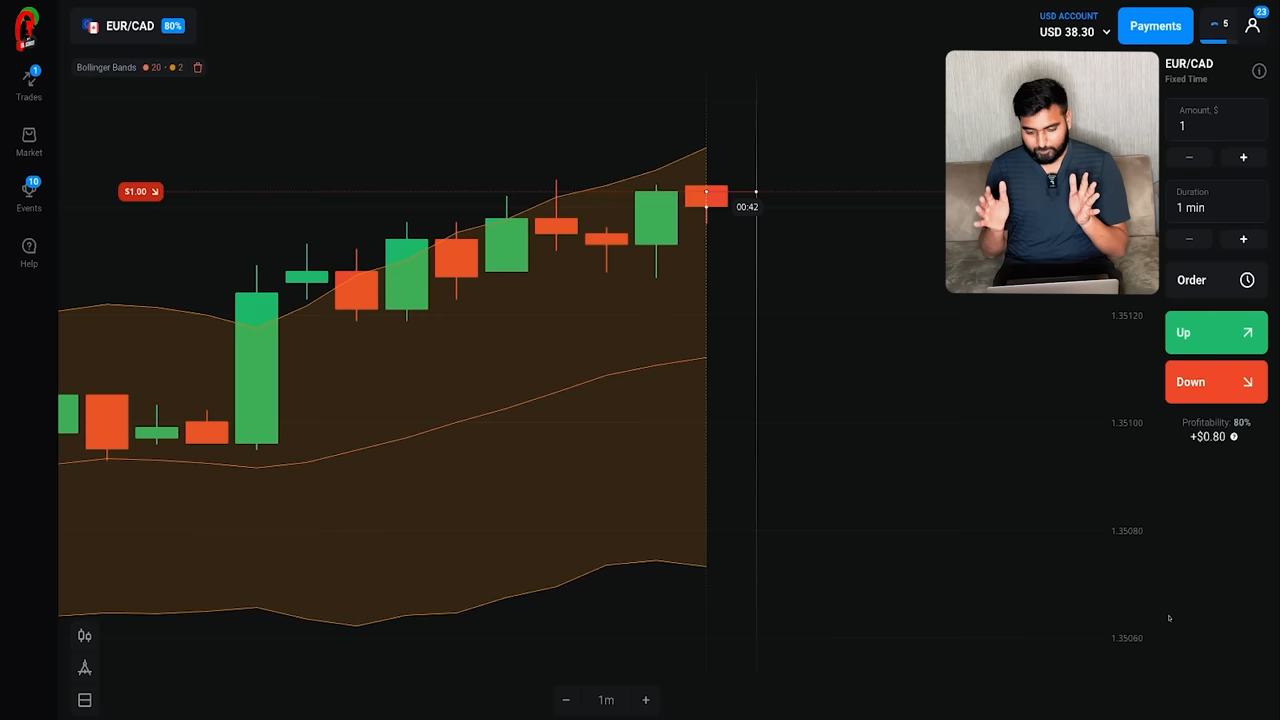 EUR/CAD 80%
USD ACCOUNT
USD 38.30
Payments
5
23
Bollinger Bands 20 · 2
EUR/CAD
Fixed Time
1
Trades
Amount, $
1
Market
Duration
1 min
10
Events
$1.00
00:42
Help
Order
1.35120
Up
Down
Profitability: 80%
+$0.80
1.35100
1.35080
1.35060
1m